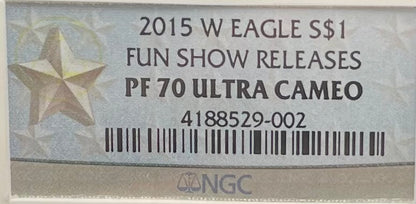 2015 W EAGLE S$1
FUN SHOW RELEASES
PF 70 ULTRA CAMEO
4188529-002
NGC